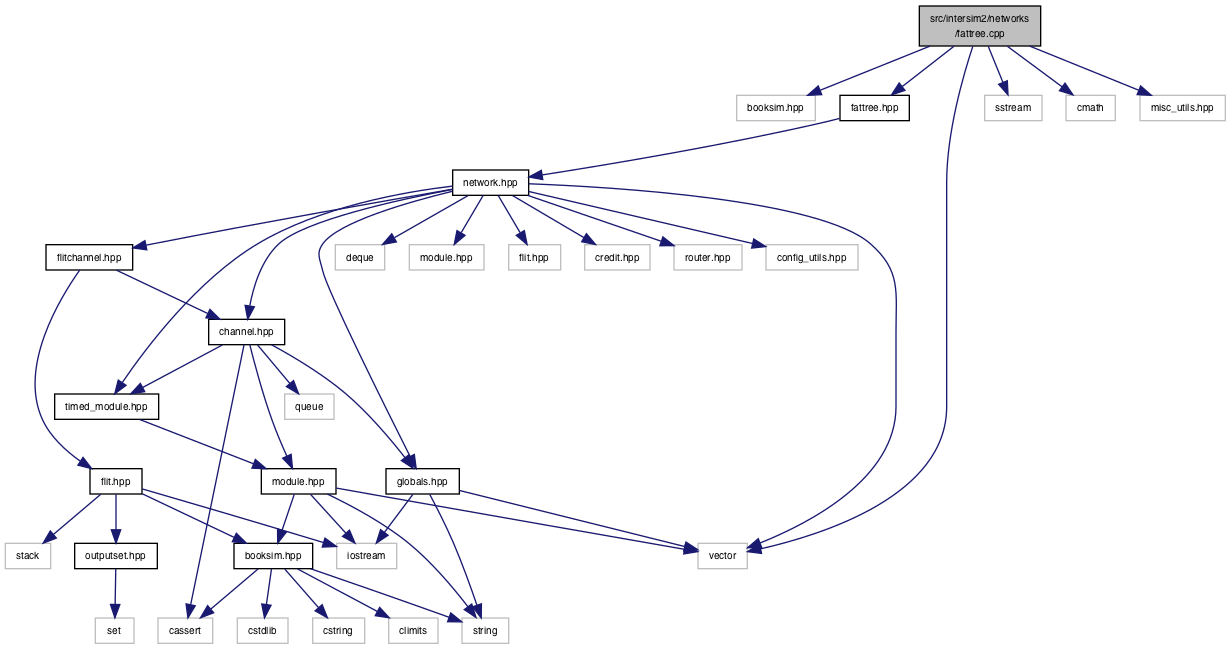 src/intersim2/networks
/fattree.cpp
booksim.hpp
fattree.hpp
sstream
cmath
misc_utils.hpp
network.hpp
flitchannel.hpp
deque
module.hpp
flit.hpp
credit.hpp
router.hpp
config_utils.hpp
channel.hpp
timed_module.hpp
queue
flit.hpp
module.hpp
globals.hpp
stack
outputset.hpp
booksim.hpp
iostream
vector
set
cassert
cstdlib
cstring
climits
string